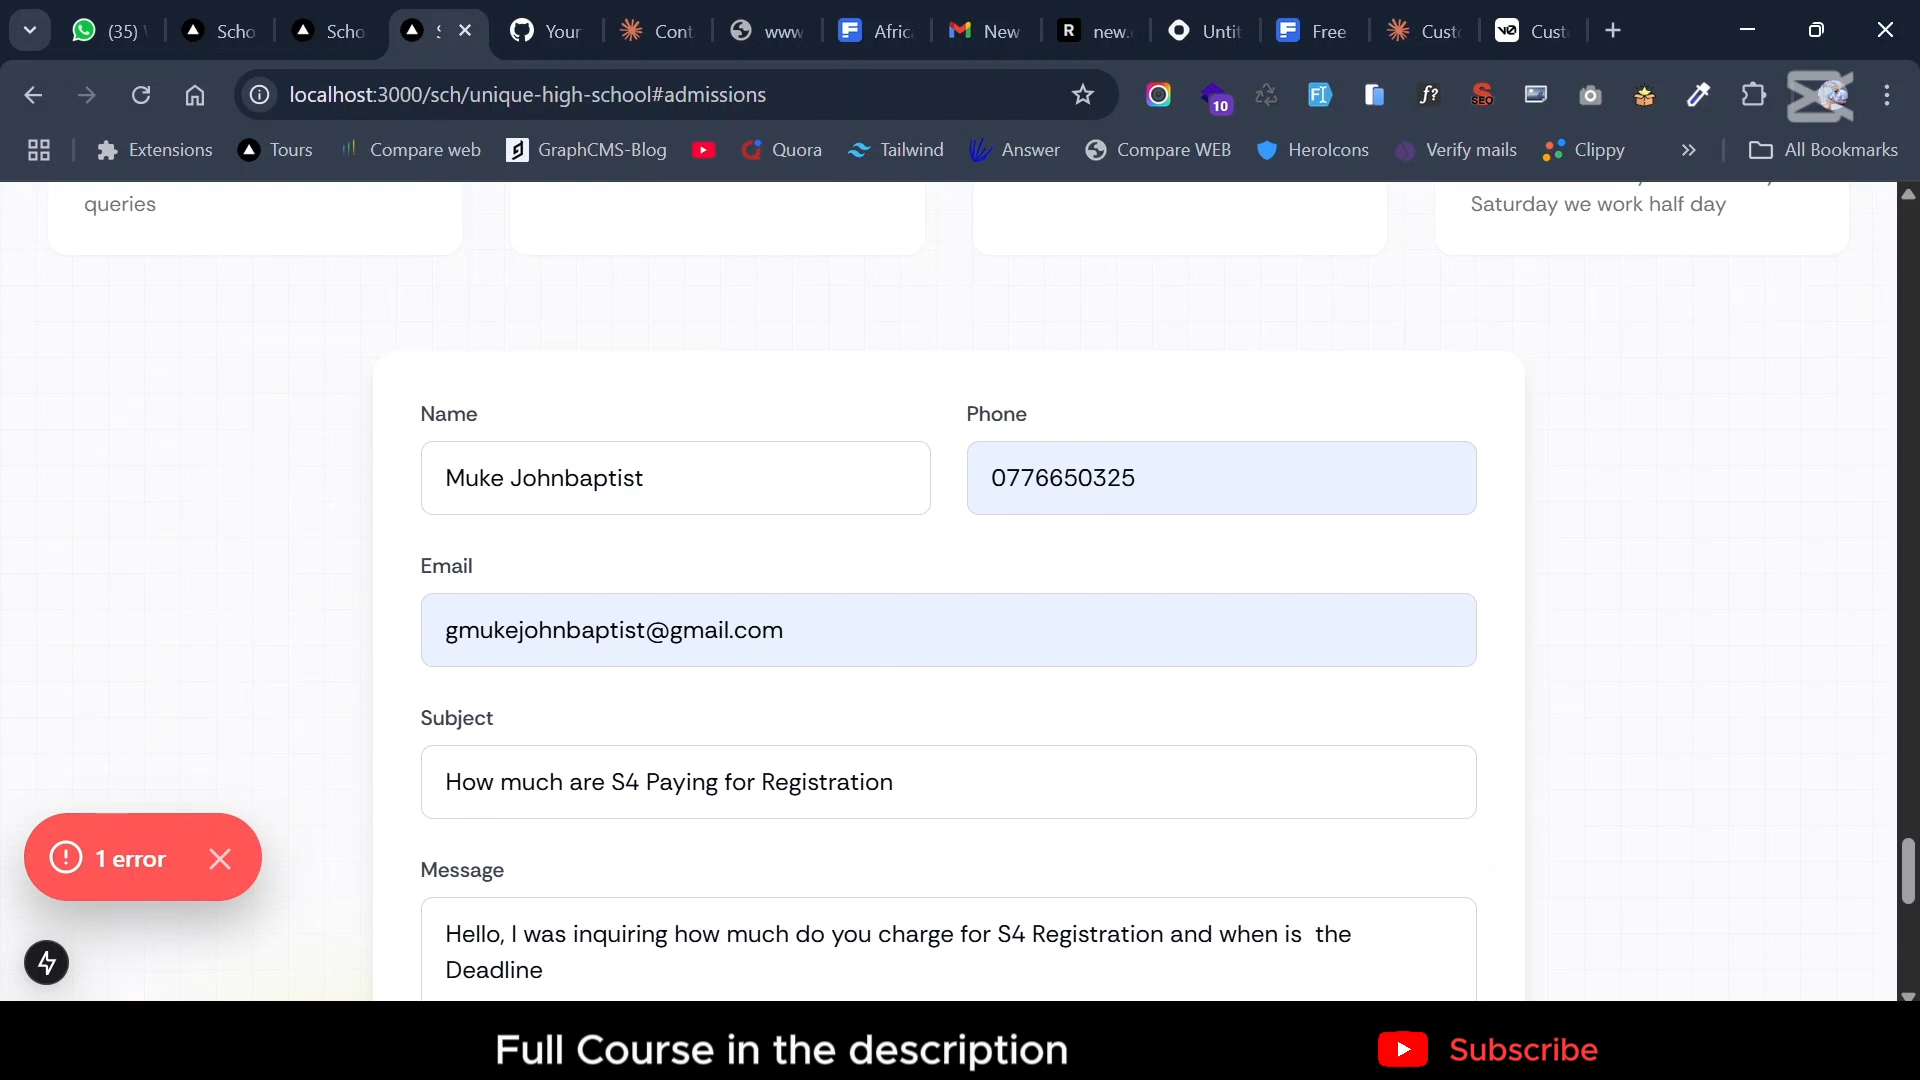 (35)
Scho
Scho
Your
Cont
www
Afric
New
new.
Untit
Free
Custo
Cust
localhost:3000/sch/unique-high-school#admissions
10
f?
SEO
Extensions
Tours
Compare web
GraphCMS-Blog
Quora
Tailwind
Answer
Compare WEB
HeroIcons
Verify mails
Clippy
All Bookmarks
queries
Saturday we work half day
Name
Phone
Muke Johnbaptist
0776650325
Email
gmukejohnbaptist@gmail.com
Subject
How much are S4 Paying for Registration
1 error
Message
Hello, I was inquiring how much do you charge for S4 Registration and when is the
Deadline
Full Course in the description
Subscribe